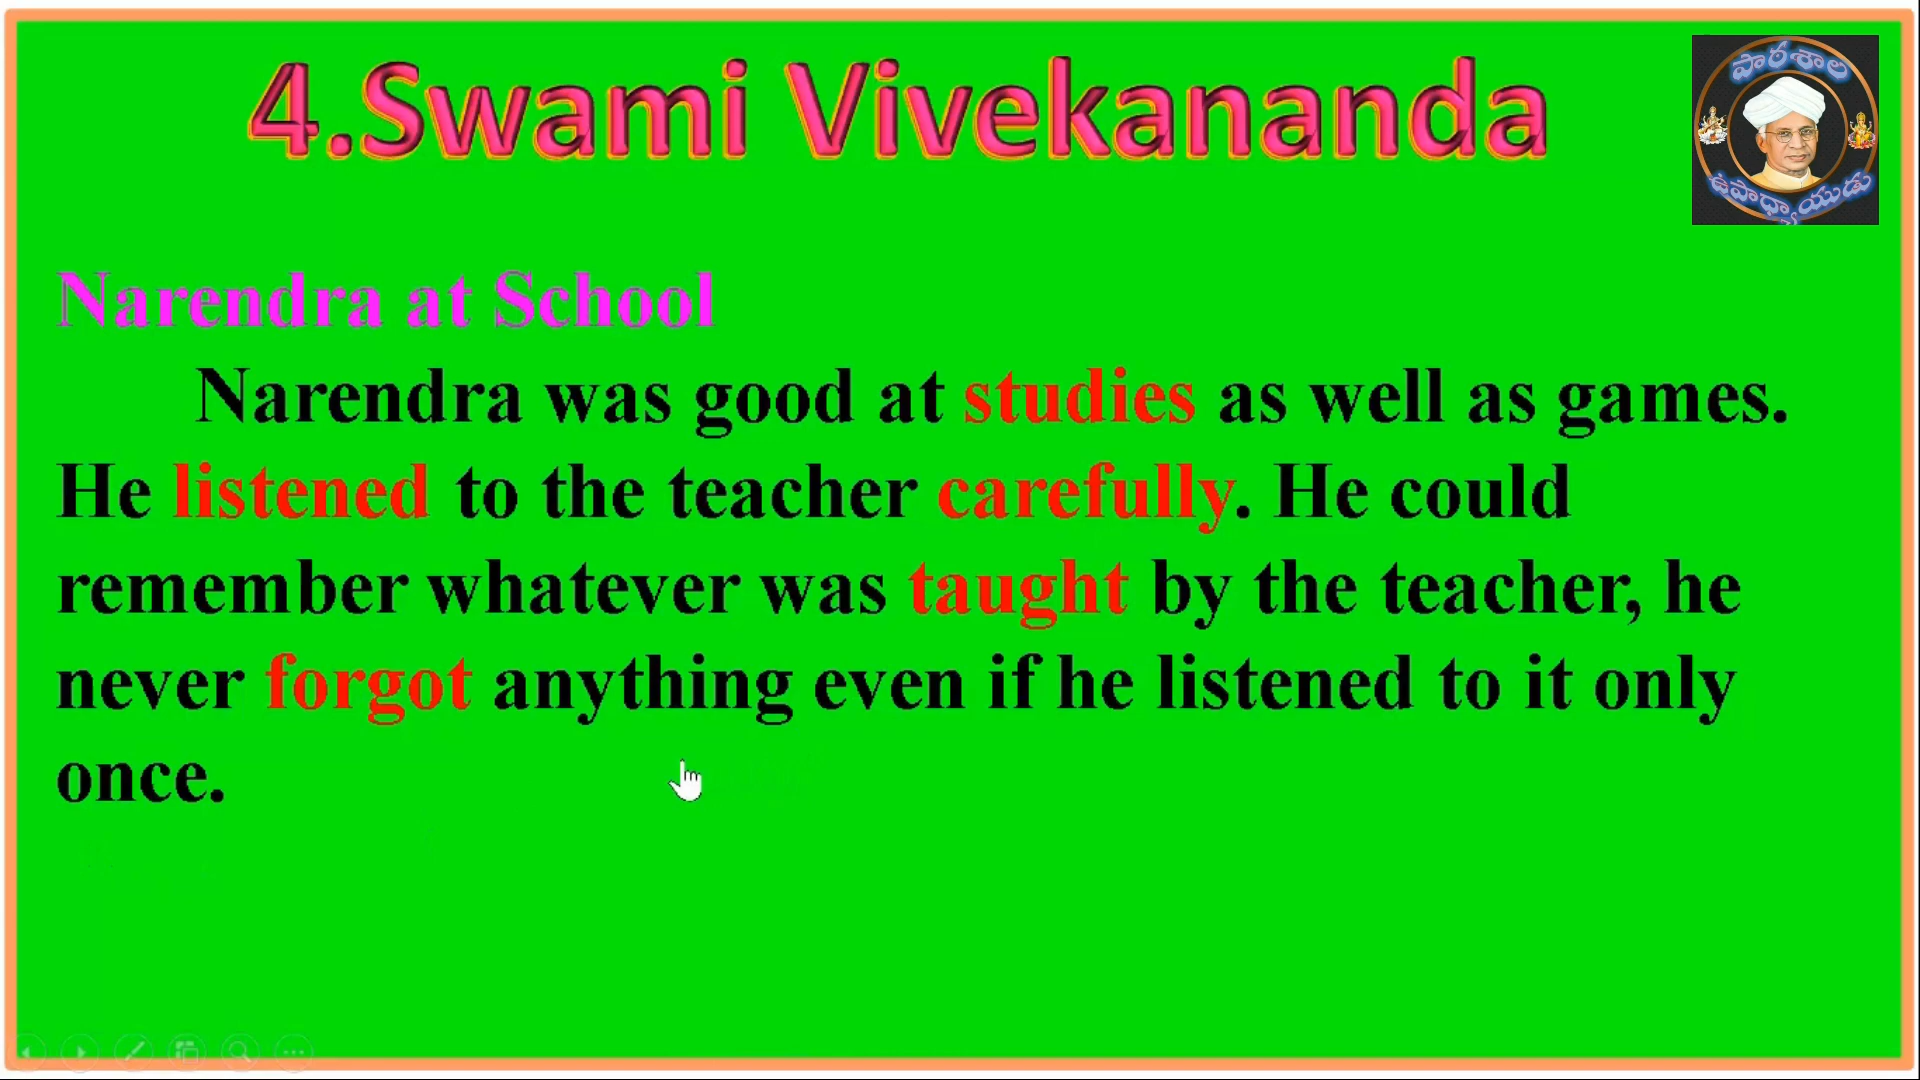 4.Swami Vivekananda
పాఠశాల
ఉపాధ్యాయుడు
Narendra at School
Narendra was good at studies as well as games.
He listened to the teacher carefully. He could
remember whatever was taught by the teacher, he
never forgot anything even if he listened to it only
once.